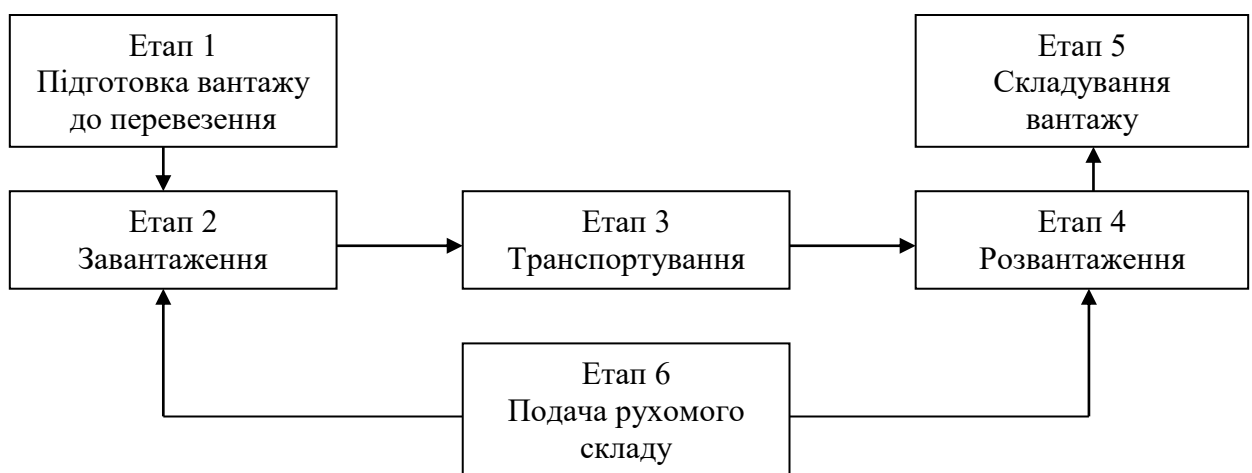 Етап 1
Підготовка вантажу
до перевезення
Етап 5
Складування
вантажу
Етап 2
Завантаження
Етап 3
Транспортування
Етап 4
Розвантаження
Етап 6
Подача рухомого
складу